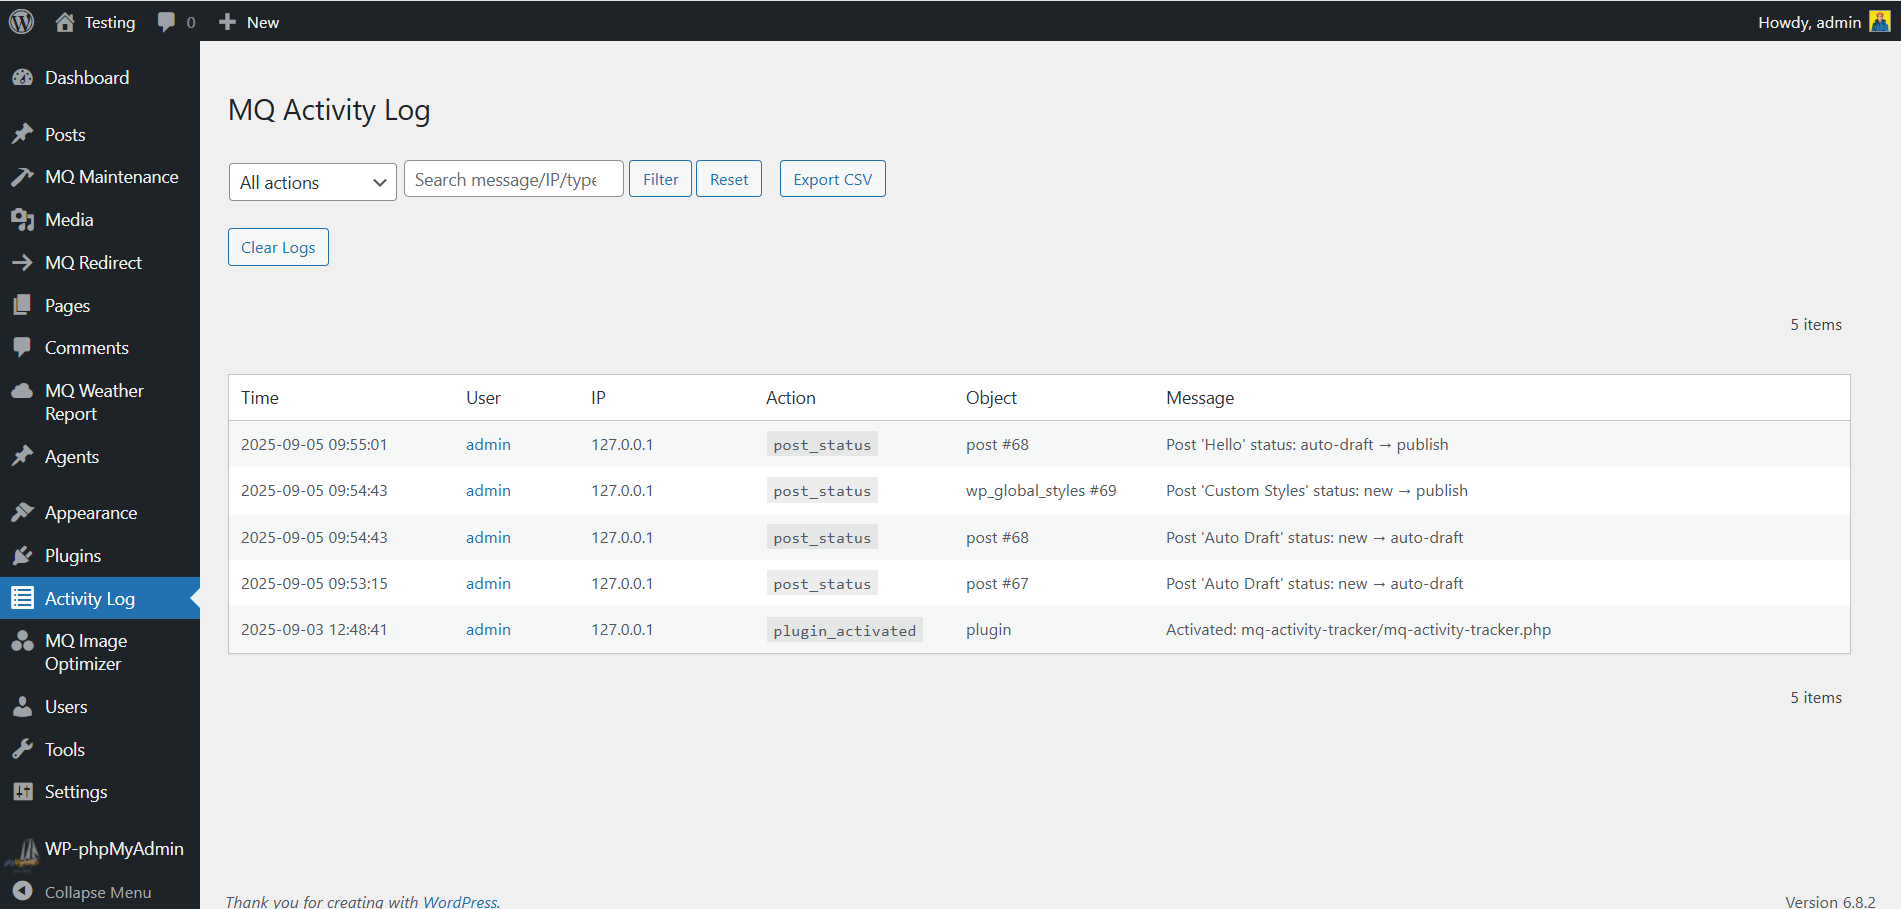 Testing
0
New
Howdy, admin
Dashboard
Posts
MQ Maintenance
Media
MQ Redirect
Pages
Comments
MQ Weather
Report
Agents
Appearance
Plugins
Activity Log
MQ Image
Optimizer
Users
Tools
Settings
WP-phpMyAdmin
Collapse Menu
MQ Activity Log
All actions
Search message/IP/type
Filter
Reset
Export CSV
Clear Logs
5 items
Time User IP Action Object Message
2025-09-05 09:55:01 admin 127.0.0.1 post_status post #68 Post 'Hello' status: auto-draft → publish
2025-09-05 09:54:43 admin 127.0.0.1 post_status wp_global_styles #69 Post 'Custom Styles' status: new → publish
2025-09-05 09:54:43 admin 127.0.0.1 post_status post #68 Post 'Auto Draft' status: new → auto-draft
2025-09-05 09:53:15 admin 127.0.0.1 post_status post #67 Post 'Auto Draft' status: new → auto-draft
2025-09-03 12:48:41 admin 127.0.0.1 plugin_activated plugin Activated: mq-activity-tracker/mq-activity-tracker.php
5 items
Thank you for creating with WordPress.
Version 6.8.2